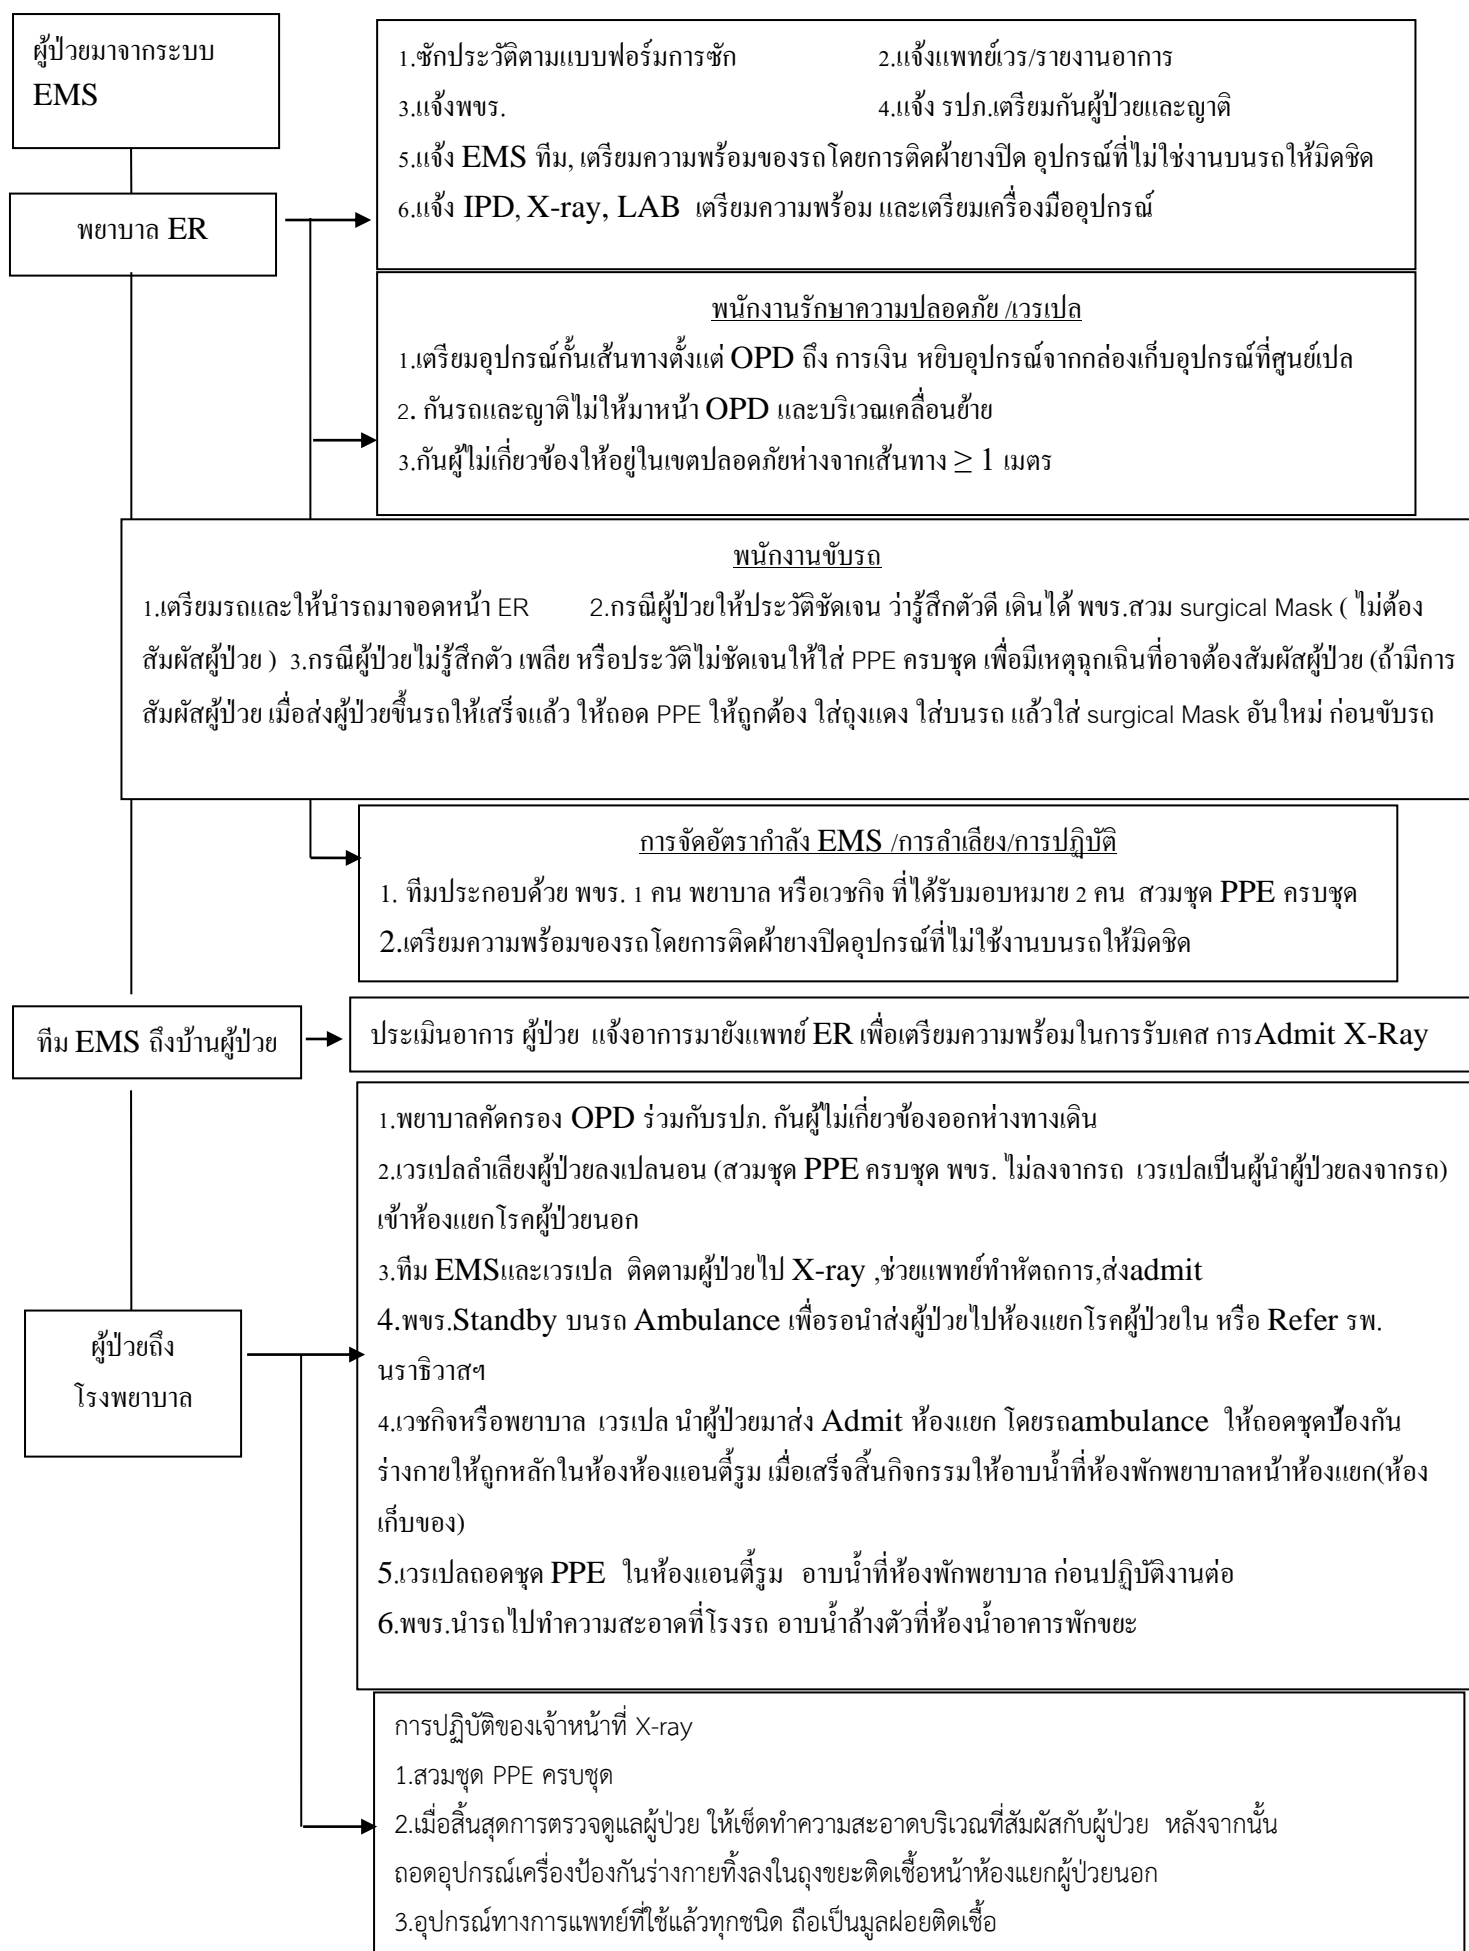 ผู้ป่วยมาจากระบบ
EMS
1.ซักประวัติตามแบบฟอร์มการซัก 2.แจ้งแพทย์เวร/รายงานอาการ
3.แจ้งพขร. 4.แจ้ง รปภ.เตรียมกันผู้ป่วยและญาติ
5.แจ้ง EMS ทีม, เตรียมความพร้อมของรถโดยการติดผ้ายางปิด อุปกรณ์ที่ไม่ใช่งานบนรถให้มิดชิด
6.แจ้ง IPD, X-ray, LAB เตรียมความพร้อม และเตรียมเครื่องมืออุปกรณ์
พยาบาล ER
พนักงานรักษาความปลอดภัย /เวรเปล
1.เตรียมอุปกรณ์กั้นเส้นทางตั้งแต่ OPD ถึง การเงิน หยิบอุปกรณ์จากกล่องเก็บอุปกรณ์ที่ศูนย์เปล
2. กันรถและญาติไม่ให้มาหน้า OPD และบริเวณเคลื่อนย้าย
3.กันผู้ไม่เกี่ยวข้องให้อยู่ในเขตปลอดภัยห่างจากเส้นทาง ≥ 1 เมตร
พนักงานขับรถ
1.เตรียมรถและให้นำรถมาจอดหน้า ER 2.กรณีผู้ป่วยให้ประวัติชัดเจน ว่ารู้สึกตัวดี เดินได้ พขร.สวม surgical Mask ( ไม่ต้อง
สัมผัสผู้ป่วย ) 3.กรณีผู้ป่วยไม่รู้สึกตัว เพลีย หรือประวัติไม่ชัดเจนให้ใส่ PPE ครบชุด เพื่อมีเหตุฉุกเฉินที่อาจต้องสัมผัสผู้ป่วย (ถ้ามีการ
สัมผัสผู้ป่วย เมื่อส่งผู้ป่วยขึ้นรถให้เสร็จแล้ว ให้ถอด PPE ให้ถูกต้อง ใส่ถุงแดง ใส่บนรถ แล้วใส่ surgical Mask อันใหม่ ก่อนขับรถ
การจัดอัตรากำลัง EMS /การลำเลียง/การปฏิบัติ
1. ทีมประกอบด้วย พขร. 1 คน พยาบาล หรือเวชกิจ ที่ได้รับมอบหมาย 2 คน สวมชุด PPE ครบชุด
2.เตรียมความพร้อมของรถโดยการติดผ้ายางปิดอุปกรณ์ที่ไม่ใช้งานบนรถให้มิดชิด
ทีม EMS ถึงบ้านผู้ป่วย
ประเมินอาการ ผู้ป่วย แจ้งอาการมายังแพทย์ ER เพื่อเตรียมความพร้อมในการรับเคส การAdmit X-Ray
1.พยาบาลคัดกรอง OPD ร่วมกับรปภ. กันผู้ไม่เกี่ยวข้องออกห่างทางเดิน
2.เวรเปลลำเลียงผู้ป่วยลงเปลนอน (สวมชุด PPE ครบชุด พขร. ไม่ลงจากรถ เวรเปลเป็นผู้นำผู้ป่วยลงจากรถ)
เข้าห้องแยกโรคผู้ป่วยนอก
3.ทีม EMSและเวรเปล ติดตามผู้ป่วยไป X-ray ,ช่วยแพทย์ทำหัตถการ,ส่งadmit
4.พขร.Standby บนรถ Ambulance เพื่อรอนำส่งผู้ป่วยไปห้องแยกโรคผู้ป่วยใน หรือ Refer รพ.
นราธิวาสฯ
4.เวชกิจหรือพยาบาล เวรเปล นำผู้ป่วยมาส่ง Admit ห้องแยก โดยรถambulance ให้ถอดชุดป้องกัน
ร่างกายให้ถูกหลักในห้องห้องแอนตี้รูม เมื่อเสร็จสิ้นกิจกรรมให้อาบน้ำที่ห้องพักพยาบาลหน้าห้องแยก(ห้อง
เก็บของ)
5.เวรเปลถอดชุด PPE ในห้องแอนตี้รูม อาบน้ำที่ห้องพักพยาบาล ก่อนปฏิบัติงานต่อ
6.พขร.นำรถไปทำความสะอาดที่โรงรถ อาบน้ำล้างตัวที่ห้องน้ำอาคารพักขยะ
ผู้ป่วยถึง
โรงพยาบาล
การปฏิบัติของเจ้าหน้าที่ X-ray
1.สวมชุด PPE ครบชุด
2.เมื่อสิ้นสุดการตรวจดูแลผู้ป่วย ให้เช็ดทำความสะอาดบริเวณที่สัมผัสกับผู้ป่วย หลังจากนั้น
ถอดอุปกรณ์เครื่องป้องกันร่างกายทิ้งลงในถุงขยะติดเชื้อหน้าห้องแยกผู้ป่วยนอก
3.อุปกรณ์ทางการแพทย์ที่ใช้แล้วทุกชนิด ถือเป็นมูลฝอยติดเชื้อ